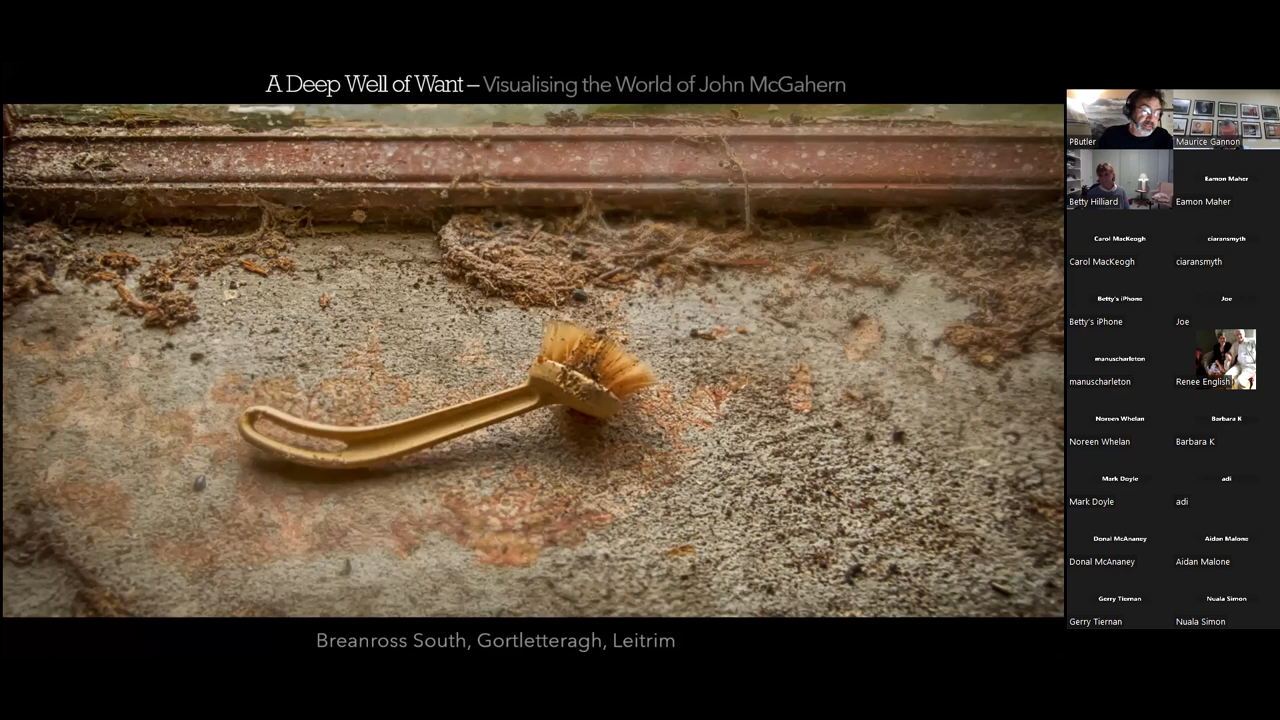 A Deep Well of Want – Visualising the World of John McGahern
Breanross South, Gortletteragh, Leitrim
PButler
Maurice Gannon
Betty Hilliard
Eamon Maher
Eamon Maher
Carol MacKeogh
ciaransmyth
Carol MacKeogh
ciaransmyth
Betty's iPhone
Joe
Betty's iPhone
Joe
manuscharleton
manuscharleton
Renee English
Noreen Whelan
Barbara K
Noreen Whelan
Barbara K
Mark Doyle
adi
Mark Doyle
adi
Donal McAnaney
Aidan Malone
Donal McAnaney
Aidan Malone
Gerry Tiernan
Nuala Simon
Gerry Tiernan
Nuala Simon